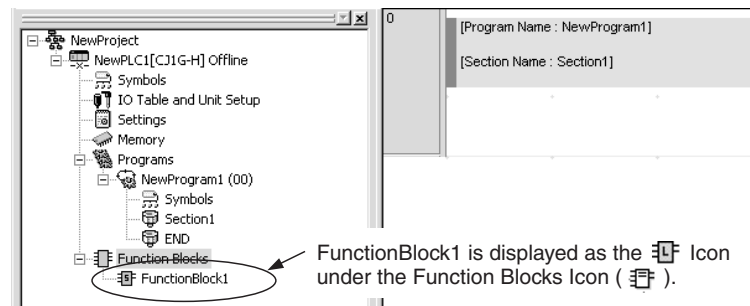 NewProject
NewPLC1[CJ1G-H] Offline
Symbols
IO Table and Unit Setup
Settings
Memory
Programs
NewProgram1 (00)
Symbols
Section1
END
Function Blocks
FunctionBlock1
0
[Program Name : NewProgram1]
[Section Name : Section1]
FunctionBlock1 is displayed as the L Icon
under the Function Blocks Icon ( ).